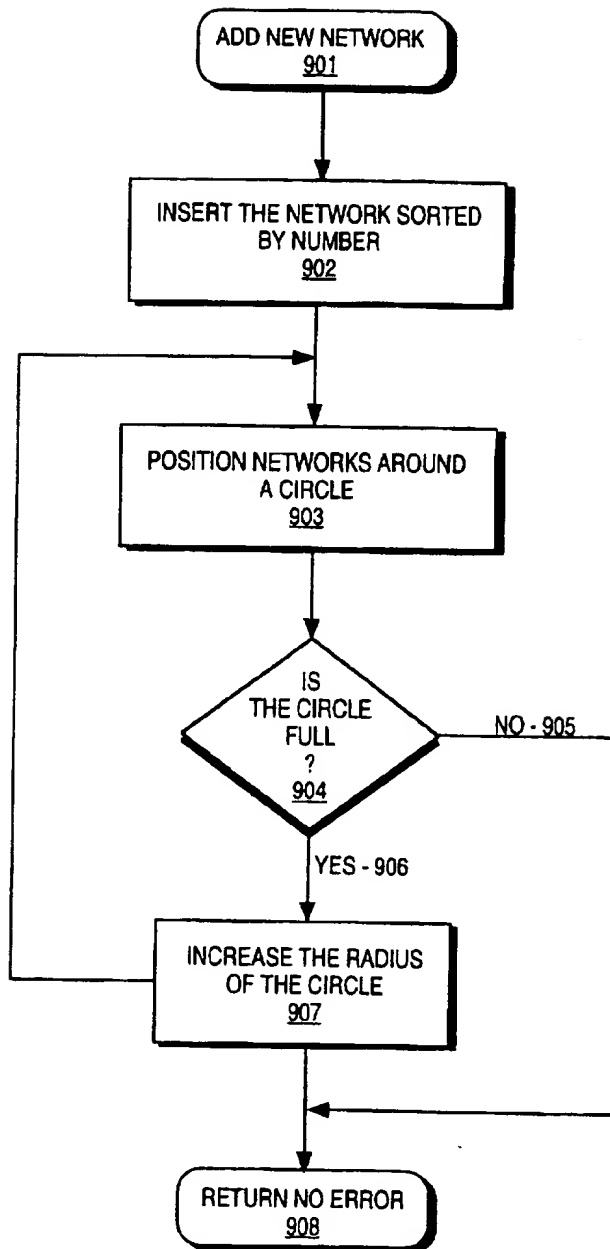 ADD NEW NETWORK
901
INSERT THE NETWORK SORTED
BY NUMBER
902
POSITION NETWORKS AROUND
A CIRCLE
903
IS
THE CIRCLE
FULL
?
904
NO - 905
YES - 906
INCREASE THE RADIUS
OF THE CIRCLE
907
RETURN NO ERROR
908